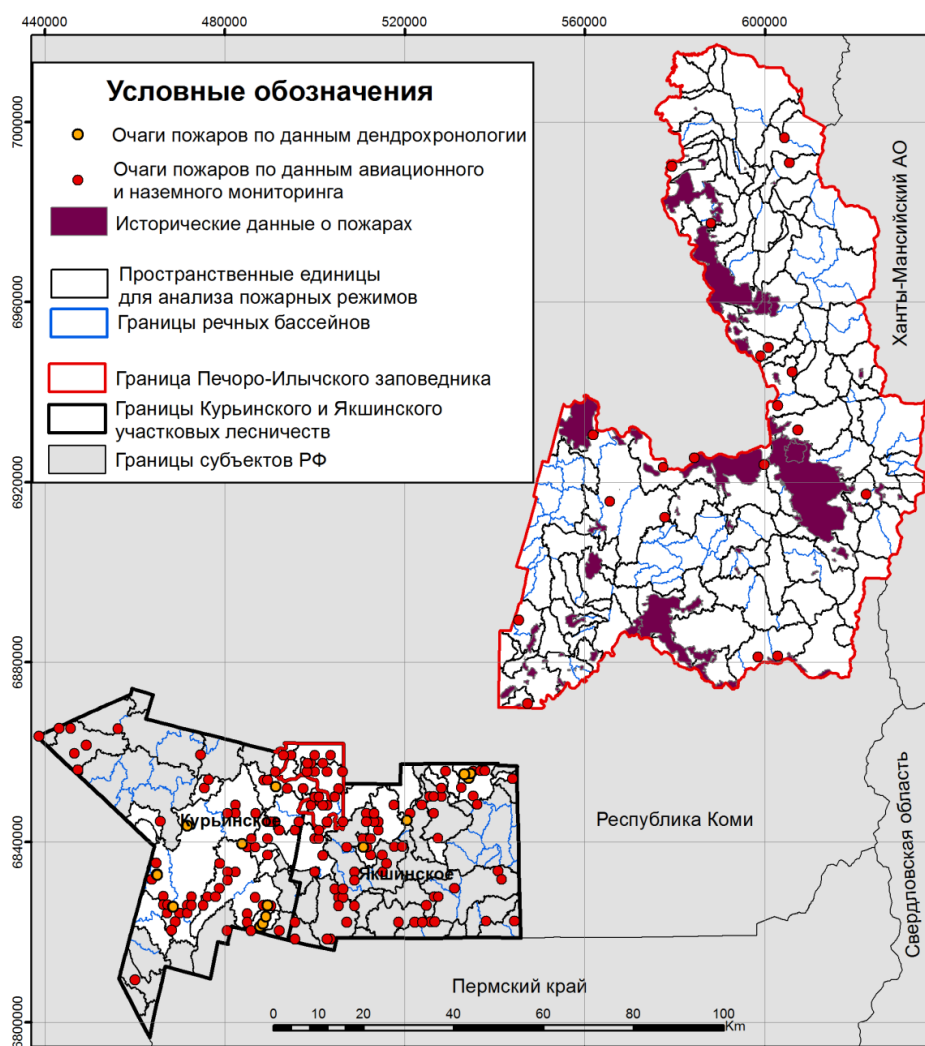 440000 480000 520000 560000 600000
Условные обозначения
Очаги пожаров по данным дендрохронологии
Очаги пожаров по данным авиационного
и наземного мониторинга
Исторические данные о пожарах
Пространственные единицы
для анализа пожарных режимов
Границы речных бассейнов
Граница Печоро-Илычского заповедника
Границы Курьинского и Якшинского
участковых лесничеств
Границы субъектов РФ
7000000
6960000
6920000
6880000
6840000
6800000
Ханты-Мансийский АО
Курьинское
Якшинское
Республика Коми
Свердловская область
Пермский край
0 10 20 40 60 80 100
Km